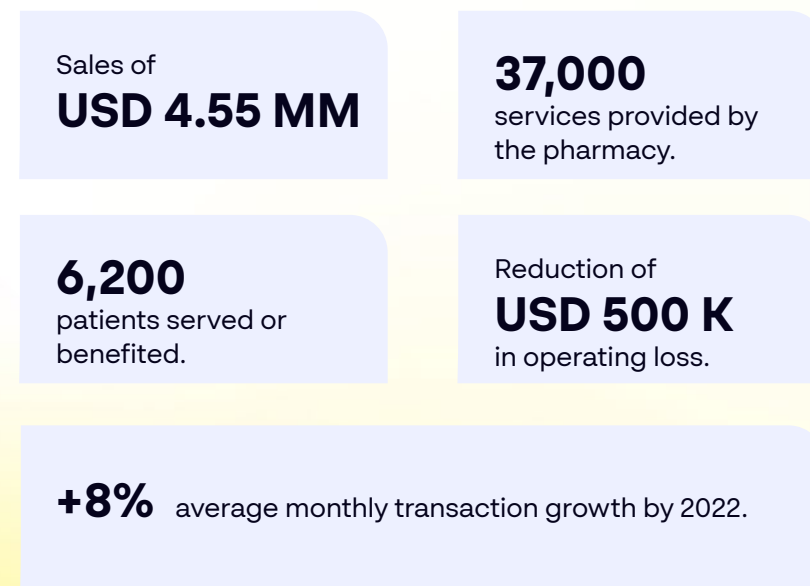 Sales of
USD 4.55 MM
37,000
services provided by
the pharmacy.
6,200
patients served or
benefited.
Reduction of
USD 500 K
in operating loss.
+8% average monthly transaction growth by 2022.